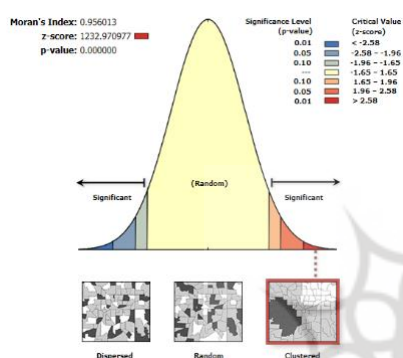 Moran's Index: 0.956013
z-score: 1232.970977
p-value: 0.000000
Significance Level
(p-value)
Critical Value
(z-score)
0.01 < -2.58
0.05 -2.58 – -1.96
0.10 -1.96 – -1.65
--- -1.65 – 1.65
0.10 1.65 – 1.96
0.05 1.96 – 2.58
0.01 > 2.58
Significant
(Random)
Significant
Dispersed
Random
Clustered